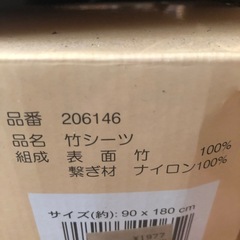 品番 206146
品名 竹シーツ
組成 表 面 竹 100%
繋ぎ材 ナイロン100%
サイズ(約): 90 x 180 cm